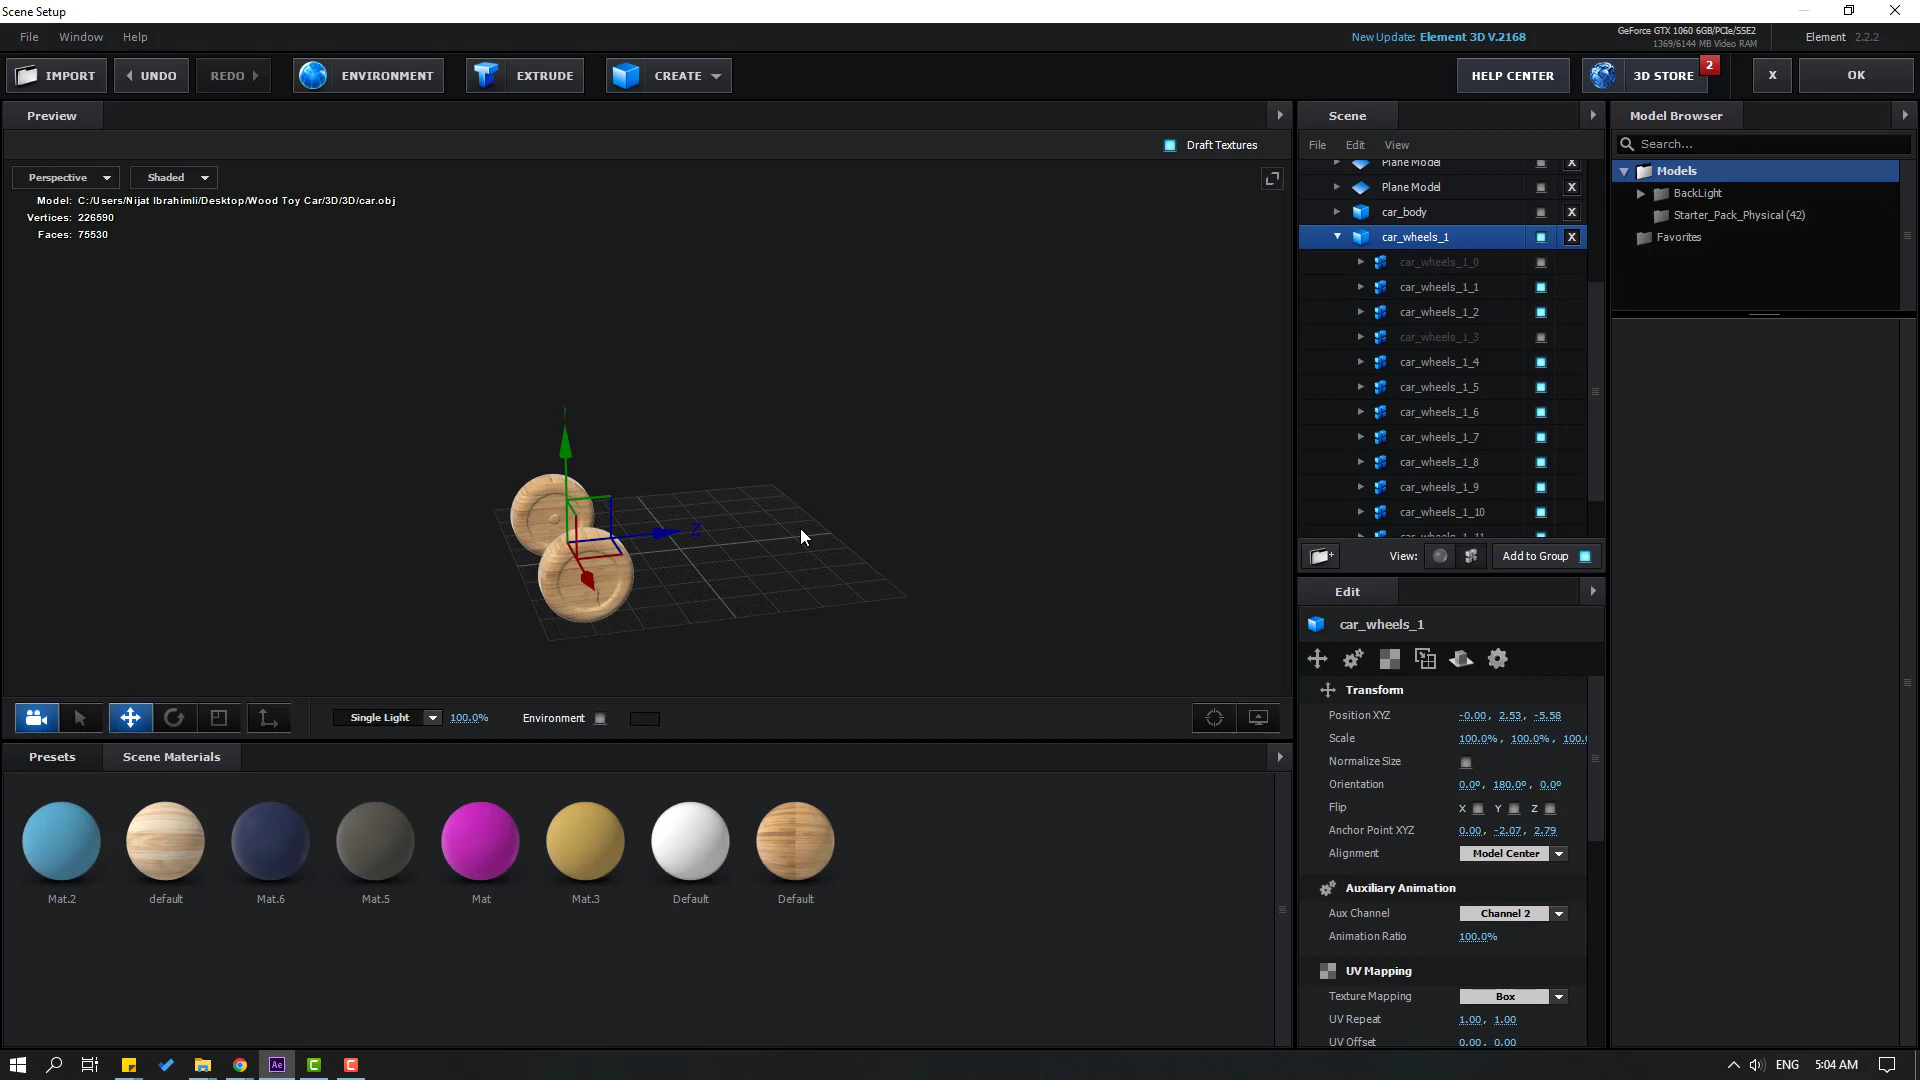 Scene Setup
File Window Help
New Update: Element 3D V.2168
GeForce GTX 1060 6GB/PCIe/SSE2
1369/6144 MB Video RAM
Element 2.2.2
IMPORT UNDO REDO ENVIRONMENT EXTRUDE CREATE HELP CENTER 3D STORE 2 X OK
Preview
Draft Textures
Perspective Shaded
Model: C:/Users/Nijat Ibrahimli/Desktop/Wood Toy Car/3D/3D/car.obj
Vertices: 226590
Faces: 75530
Z
Single Light 100.0% Environment
Presets Scene Materials
Mat.2 default Mat.6 Mat.5 Mat Mat.3 Default Default
Scene
File Edit View
Plane Model X
Plane Model X
car_body X
car_wheels_1 X
car_wheels_1_0
car_wheels_1_1
car_wheels_1_2
car_wheels_1_3
car_wheels_1_4
car_wheels_1_5
car_wheels_1_6
car_wheels_1_7
car_wheels_1_8
car_wheels_1_9
car_wheels_1_10
car_wheels_1_11
View: Add to Group
Edit
car_wheels_1
Transform
Position XYZ -0.00, 2.53, -5.58
Scale 100.0%, 100.0%, 100.
Normalize Size
Orientation 0.0º, 180.0º, 0.0º
Flip X Y Z
Anchor Point XYZ 0.00, -2.07, 2.79
Alignment Model Center
Auxiliary Animation
Aux Channel Channel 2
Animation Ratio 100.0%
UV Mapping
Texture Mapping Box
UV Repeat 1.00, 1.00
UV Offset 0.00, 0.00
Model Browser
Search...
Models
BackLight
Starter_Pack_Physical (42)
Favorites
Ae C C
ENG 5:04 AM